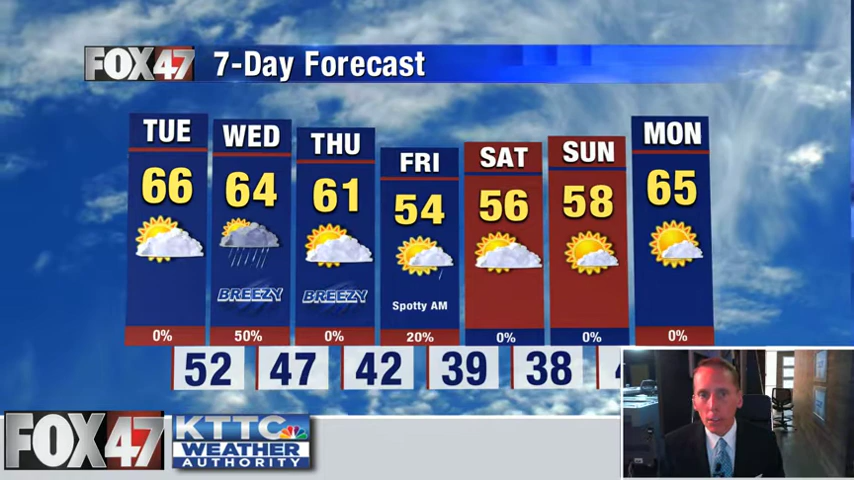 FOX47 7-Day Forecast
TUE WED THU FRI SAT SUN MON
66 64 61 54 56 58 65
BREEZY BREEZY Spotty AM
0% 50% 0% 20% 0% 0% 0%
52 47 42 39 38
FOX47 KTTC
WEATHER
AUTHORITY